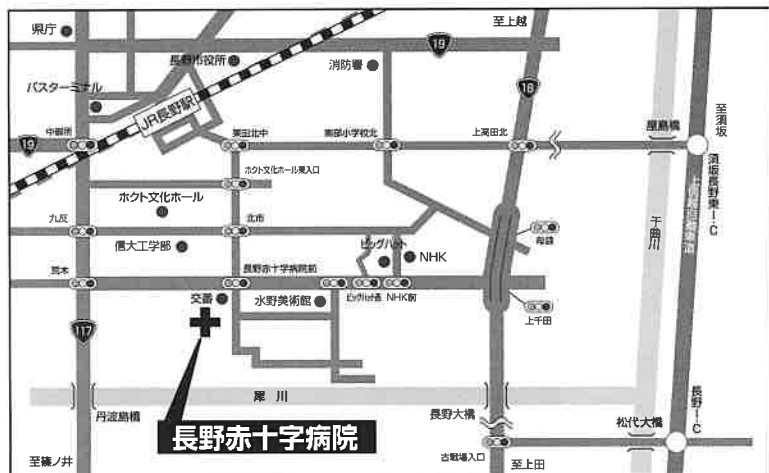 県庁
長野市役所
バスターミナル
JR長野駅
中御所
19
消防署
19
至上越
18
栗田北中
南部小学校北
上高田北
屋島橋
至須坂
須坂長野東I・C
上信越自動車道
ホクト文化ホール東入口
ホクト文化ホール
九反
北市
信大工学部
千曲川
ビッグハット
NHK
母袋
荒木
長野赤十字病院前
ビッグハット西
NHK前
交番
水野美術館
上千田
117
犀川
丹波島橋
長野赤十字病院
長野大橋
松代大橋
長野I・C
古戦場入口
至篠ノ井
至上田